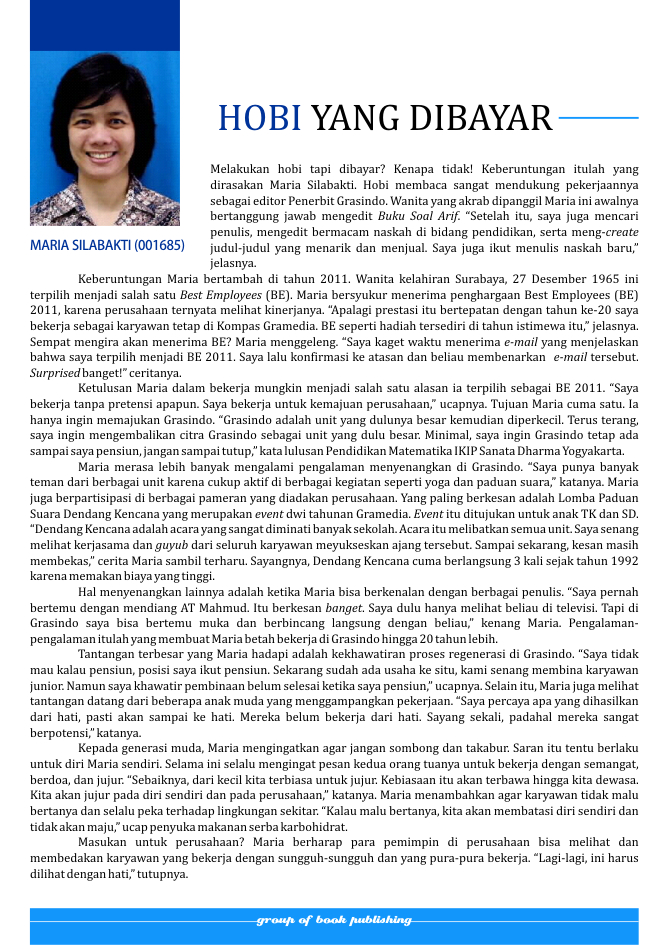 HOBI YANG DIBAYAR
MARIA SILABAKTI (001685)
Melakukan hobi tapi dibayar? Kenapa tidak! Keberuntungan itulah yang
dirasakan Maria Silabakti. Hobi membaca sangat mendukung pekerjaannya
sebagai editor Penerbit Grasindo. Wanita yang akrab dipanggil Maria ini awalnya
bertanggung jawab mengedit Buku Soal Arif. “Setelah itu, saya juga mencari
penulis, mengedit bermacam naskah di bidang pendidikan, serta meng-create
judul-judul yang menarik dan menjual. Saya juga ikut menulis naskah baru,”
jelasnya.
Keberuntungan Maria bertambah di tahun 2011. Wanita kelahiran Surabaya, 27 Desember 1965 ini
terpilih menjadi salah satu Best Employees (BE). Maria bersyukur menerima penghargaan Best Employees (BE)
2011, karena perusahaan ternyata melihat kinerjanya. “Apalagi prestasi itu bertepatan dengan tahun ke-20 saya
bekerja sebagai karyawan tetap di Kompas Gramedia. BE seperti hadiah tersediri di tahun istimewa itu,” jelasnya.
Sempat mengira akan menerima BE? Maria menggeleng. “Saya kaget waktu menerima e-mail yang menjelaskan
bahwa saya terpilih menjadi BE 2011. Saya lalu konfirmasi ke atasan dan beliau membenarkan e-mail tersebut.
Surprised banget!” ceritanya.
Ketulusan Maria dalam bekerja mungkin menjadi salah satu alasan ia terpilih sebagai BE 2011. “Saya
bekerja tanpa pretensi apapun. Saya bekerja untuk kemajuan perusahaan,” ucapnya. Tujuan Maria cuma satu. Ia
hanya ingin memajukan Grasindo. “Grasindo adalah unit yang dulunya besar kemudian diperkecil. Terus terang,
saya ingin mengembalikan citra Grasindo sebagai unit yang dulu besar. Minimal, saya ingin Grasindo tetap ada
sampai saya pensiun, jangan sampai tutup,” kata lulusan Pendidikan Matematika IKIP Sanata Dharma Yogyakarta.
Maria merasa lebih banyak mengalami pengalaman menyenangkan di Grasindo. “Saya punya banyak
teman dari berbagai unit karena cukup aktif di berbagai kegiatan seperti yoga dan paduan suara,” katanya. Maria
juga berpartisipasi di berbagai pameran yang diadakan perusahaan. Yang paling berkesan adalah Lomba Paduan
Suara Dendang Kencana yang merupakan event dwi tahunan Gramedia. Event itu ditujukan untuk anak TK dan SD.
“Dendang Kencana adalah acara yang sangat diminati banyak sekolah. Acara itu melibatkan semua unit. Saya senang
melihat kerjasama dan guyub dari seluruh karyawan meyukseskan ajang tersebut. Sampai sekarang, kesan masih
membekas,” cerita Maria sambil terharu. Sayangnya, Dendang Kencana cuma berlangsung 3 kali sejak tahun 1992
karena memakan biaya yang tinggi.
Hal menyenangkan lainnya adalah ketika Maria bisa berkenalan dengan berbagai penulis. “Saya pernah
bertemu dengan mendiang AT Mahmud. Itu berkesan banget. Saya dulu hanya melihat beliau di televisi. Tapi di
Grasindo saya bisa bertemu muka dan berbincang langsung dengan beliau,” kenang Maria. Pengalaman-
pengalaman itulah yang membuat Maria betah bekerja di Grasindo hingga 20 tahun lebih.
Tantangan terbesar yang Maria hadapi adalah kekhawatiran proses regenerasi di Grasindo. “Saya tidak
mau kalau pensiun, posisi saya ikut pensiun. Sekarang sudah ada usaha ke situ, kami senang membina karyawan
junior. Namun saya khawatir pembinaan belum selesai ketika saya pensiun,” ucapnya. Selain itu, Maria juga melihat
tantangan datang dari beberapa anak muda yang menggampangkan pekerjaan. “Saya percaya apa yang dihasilkan
dari hati, pasti akan sampai ke hati. Mereka belum bekerja dari hati. Sayang sekali, padahal mereka sangat
berpotensi,” katanya.
Kepada generasi muda, Maria mengingatkan agar jangan sombong dan takabur. Saran itu tentu berlaku
untuk diri Maria sendiri. Selama ini selalu mengingat pesan kedua orang tuanya untuk bekerja dengan semangat,
berdoa, dan jujur. “Sebaiknya, dari kecil kita terbiasa untuk jujur. Kebiasaan itu akan terbawa hingga kita dewasa.
Kita akan jujur pada diri sendiri dan pada perusahaan,” katanya. Maria menambahkan agar karyawan tidak malu
bertanya dan selalu peka terhadap lingkungan sekitar. “Kalau malu bertanya, kita akan membatasi diri sendiri dan
tidak akan maju,” ucap penyuka makanan serba karbohidrat.
Masukan untuk perusahaan? Maria berharap para pemimpin di perusahaan bisa melihat dan
membedakan karyawan yang bekerja dengan sungguh-sungguh dan yang pura-pura bekerja. “Lagi-lagi, ini harus
dilihat dengan hati,” tutupnya.
group of book publishing